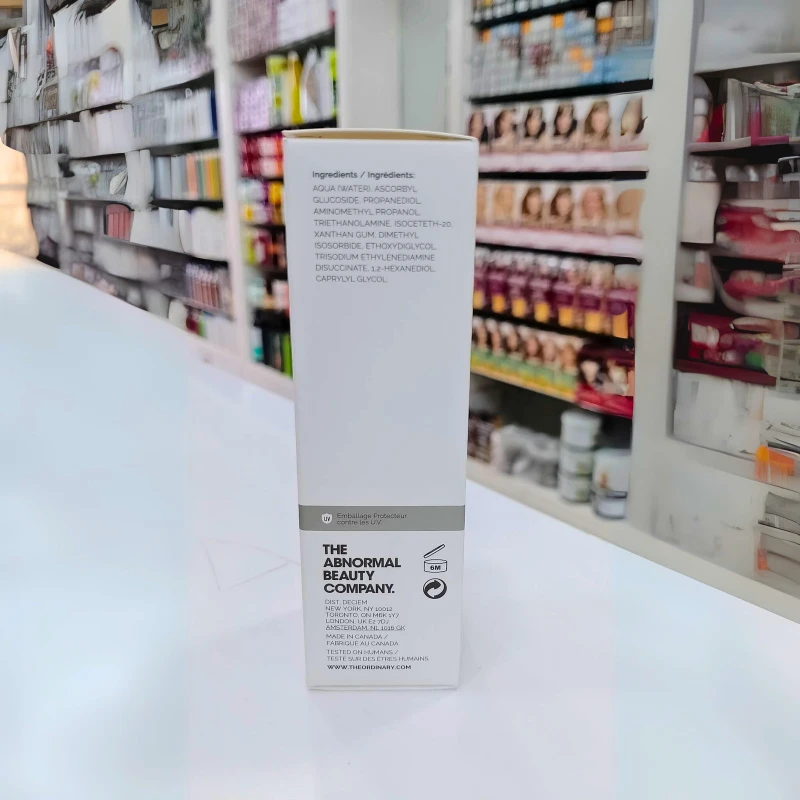 Ingredients / Ingrédients:
AQUA (WATER), ASCORBYL
GLUCOSIDE, PROPANEDIOL,
AMINOMETHYL PROPANOL,
TRIETHANOLAMINE, ISOCETETH-20,
XANTHAN GUM, DIMETHYL
ISOSORBIDE, ETHOXYDIGLYCOL,
TRISODIUM ETHYLENEDIAMINE
DISUCCINATE, 1,2-HEXANEDIOL,
CAPRYLYL GLYCOL.
UV
Emballage Protecteur
contre les UV
THE
ABNORMAL
BEAUTY
COMPANY.
6M
DIST. DECIEM
NEW YORK, NY 10012
TORONTO, ON M6K 1Y7
LONDON, UK E2 7DJ
AMSTERDAM, NL 1016 GK
MADE IN CANADA /
FABRIQUÉ AU CANADA
TESTED ON HUMANS /
TESTÉ SUR DES ÊTRES HUMAINS.
WWW.THEORDINARY.COM